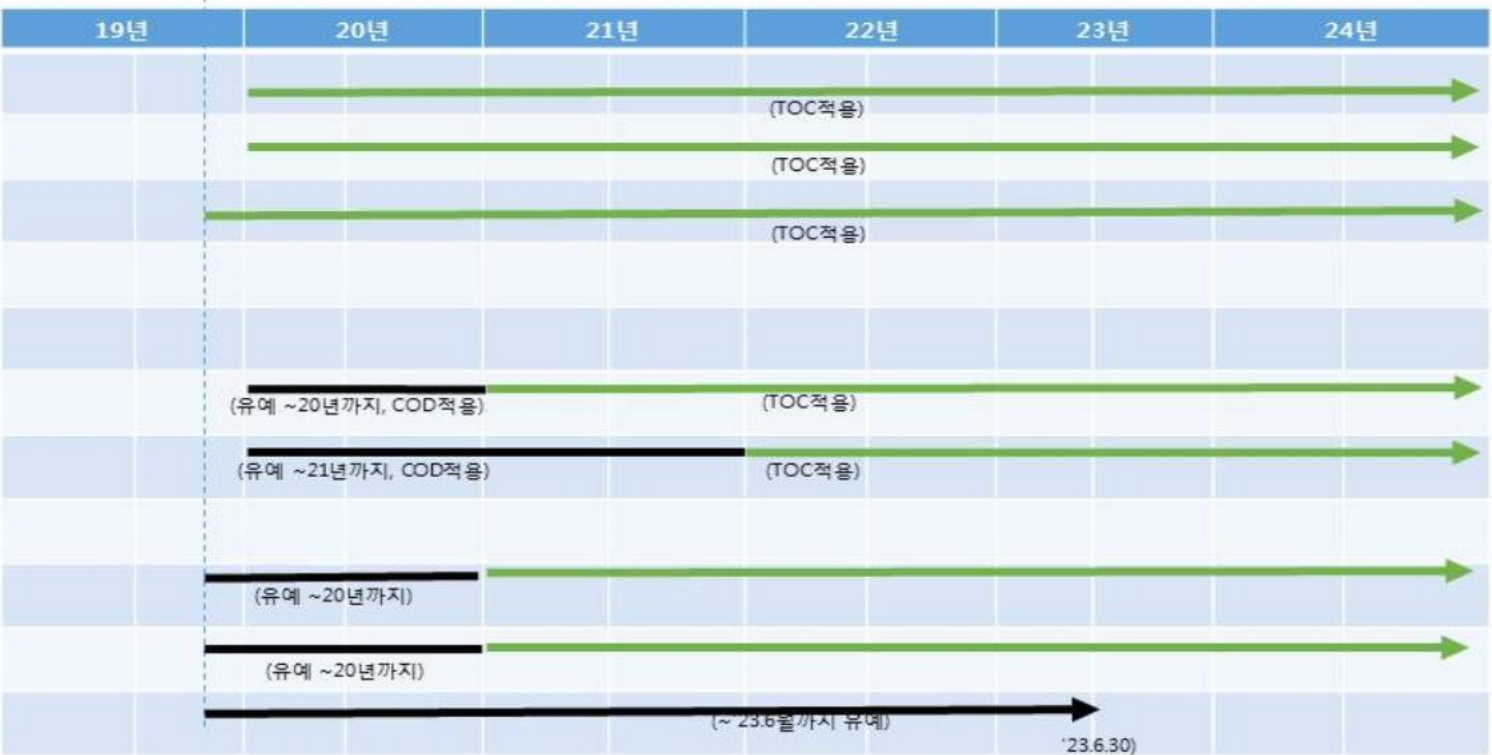 19년 20년 21년 22년 23년 24년
(TOC적용)
(TOC적용)
(TOC적용)
(유예 ~20년까지, COD적용) (TOC적용)
(유예 ~21년까지, COD적용) (TOC적용)
(유예 ~20년까지)
(유예 ~20년까지)
(~ 23.6월까지 유예)
'23.6.30)